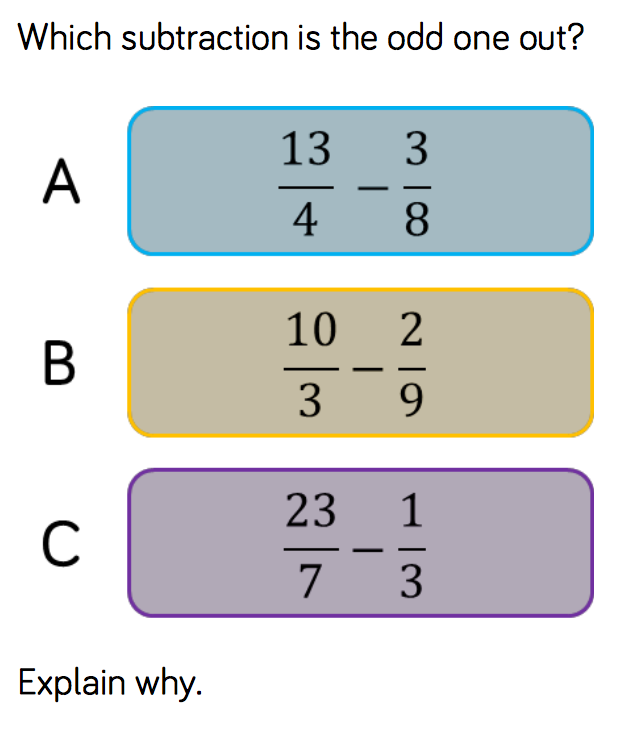 Which subtraction is the odd one out?
A
13/4 − 3/8
B
10/3 − 2/9
C
23/7 − 1/3
Explain why.